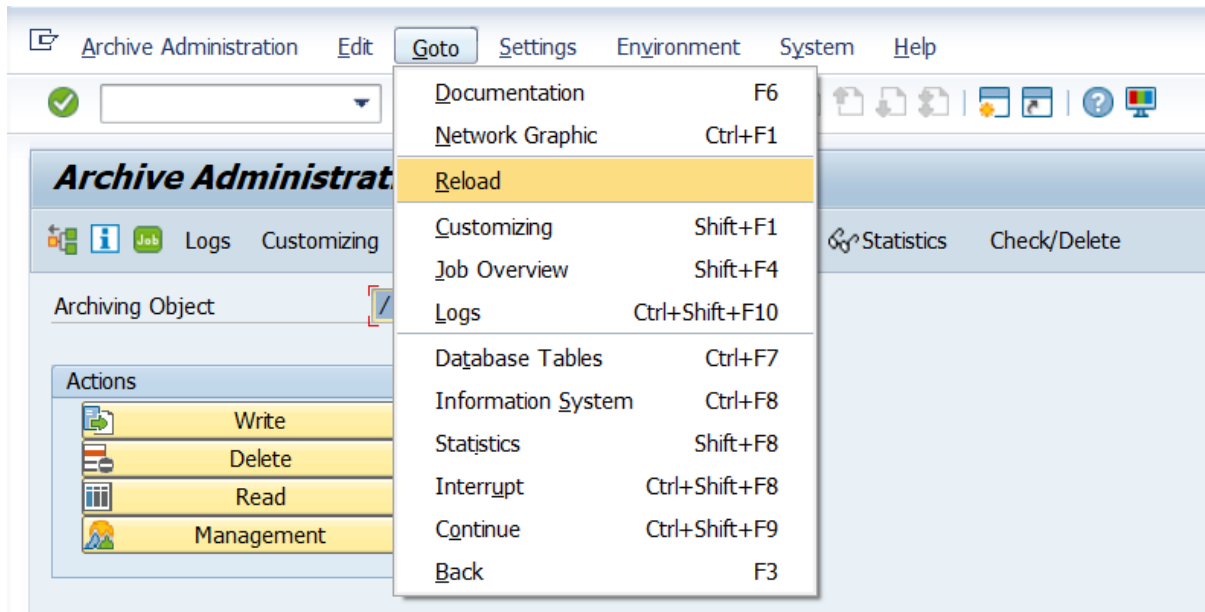 Archive Administration Edit Goto Settings Environment System Help
Documentation F6
Network Graphic Ctrl+F1
Archive Administrat
Reload
Job Logs Customizing
Customizing Shift+F1
Statistics Check/Delete
Job Overview Shift+F4
Archiving Object /
Logs Ctrl+Shift+F10
Database Tables Ctrl+F7
Actions
Information System Ctrl+F8
Write
Statistics Shift+F8
Delete
Interrupt Ctrl+Shift+F8
Read
Continue Ctrl+Shift+F9
Management
Back F3